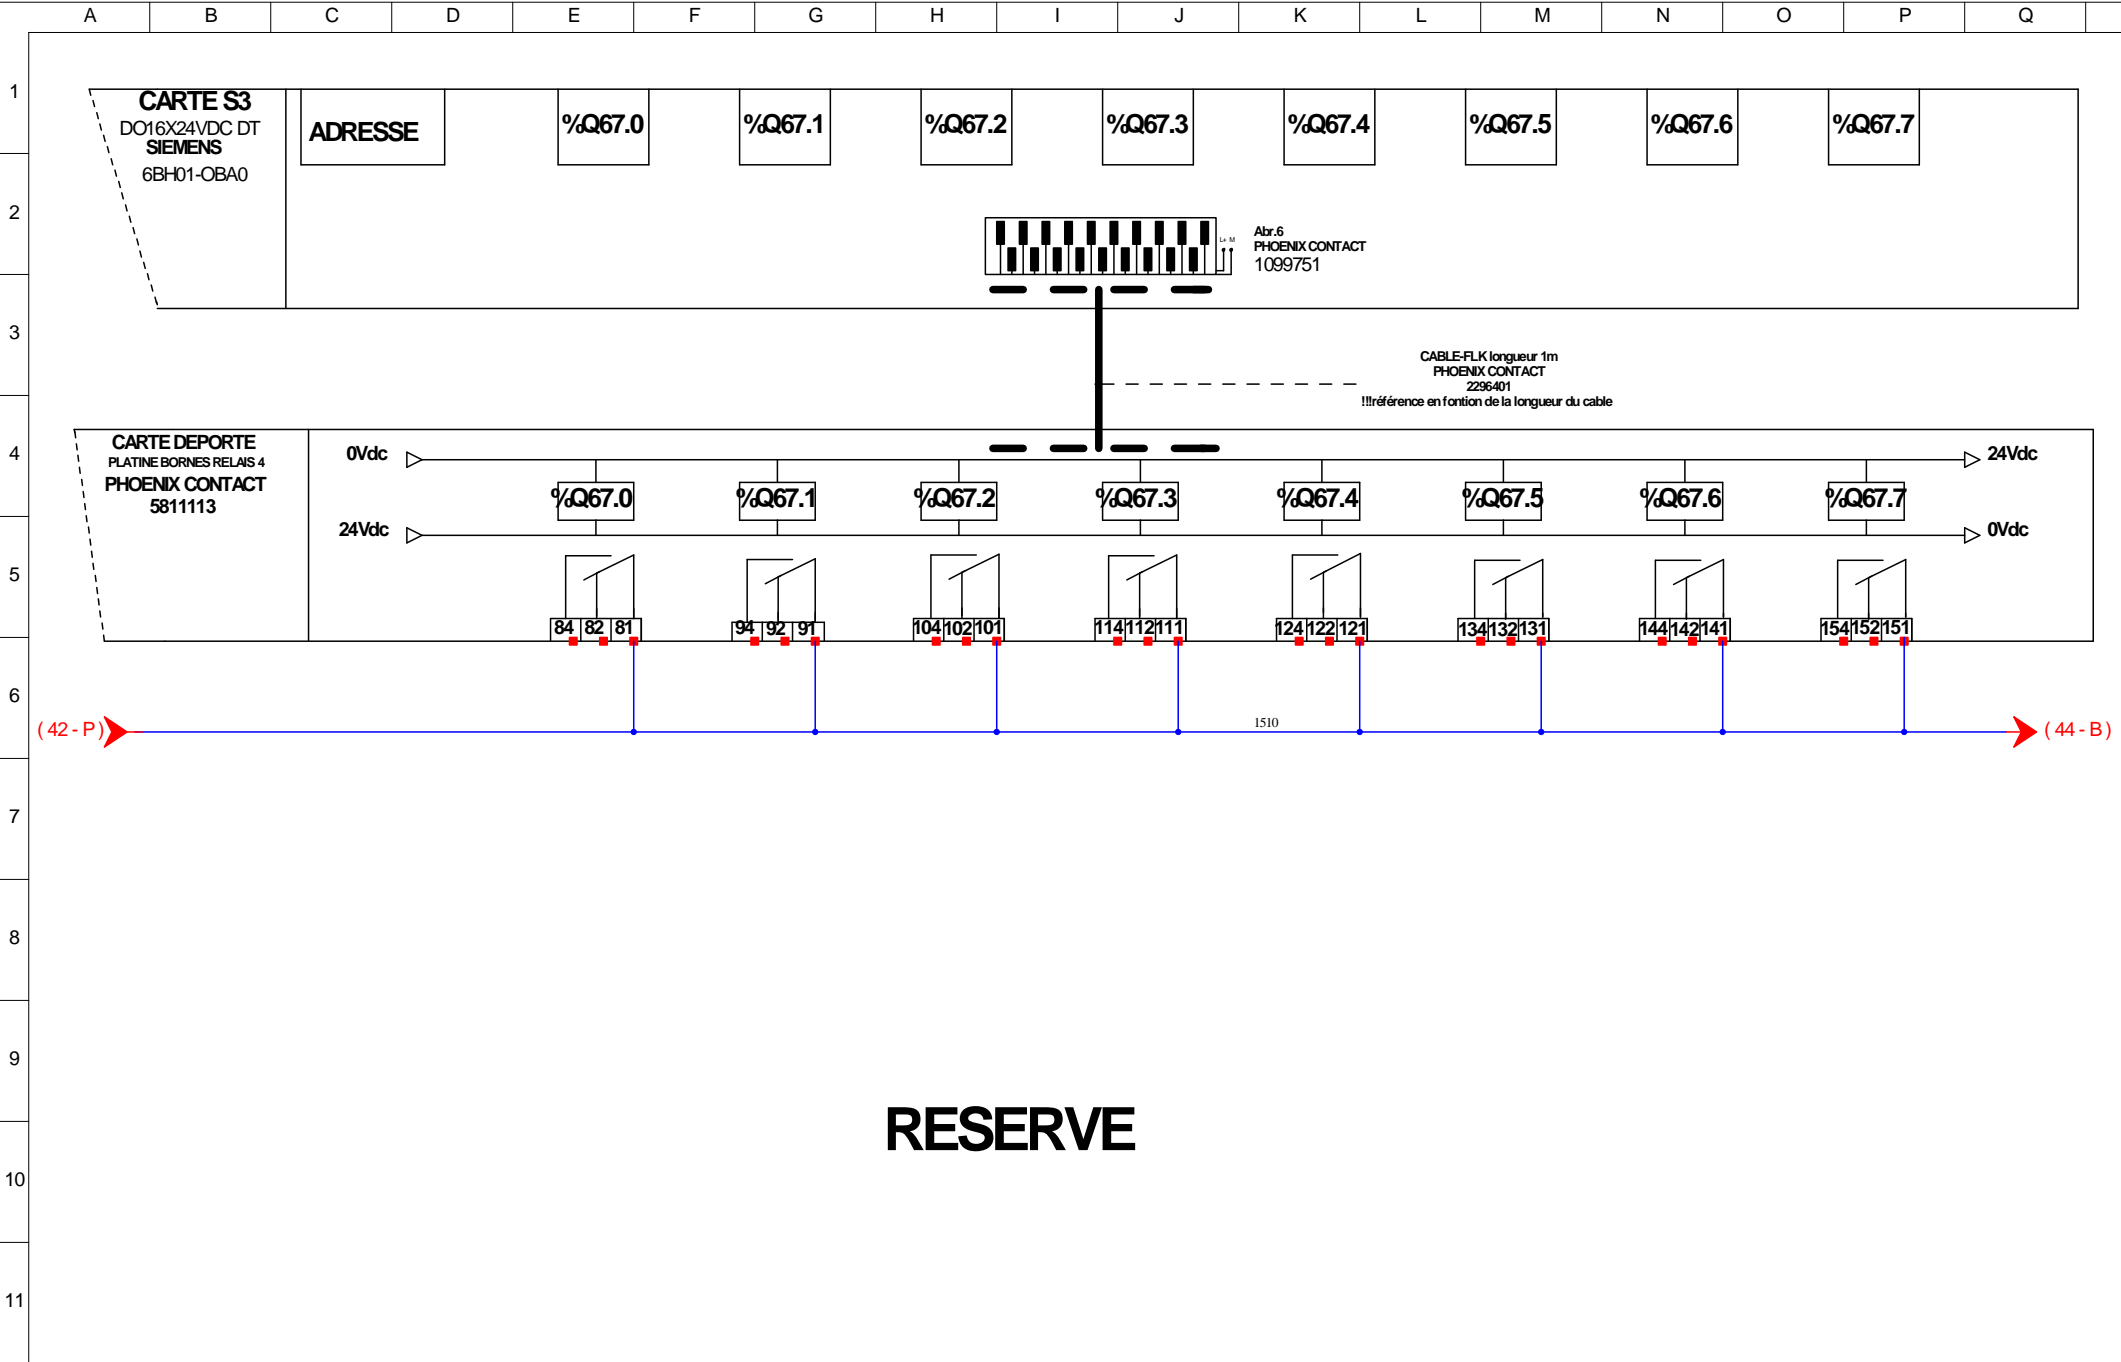 A B C D E F G H I J K L M N O P Q
1
CARTE S3
DO16X24VDC DT
SIEMENS
6BH01-OBA0
ADRESSE
%Q67.0 %Q67.1 %Q67.2 %Q67.3 %Q67.4 %Q67.5 %Q67.6 %Q67.7
2
L+ M
Abr.6
PHOENIX CONTACT
1099751
3
CABLE-FLK longueur 1m
PHOENIX CONTACT
2296401
!!!référence en fontion de la longueur du cable
4
CARTE DEPORTE
PLATINE BORNES RELAIS 4
PHOENIX CONTACT
5811113
0Vdc 24Vdc
%Q67.0 %Q67.1 %Q67.2 %Q67.3 %Q67.4 %Q67.5 %Q67.6 %Q67.7
24Vdc 0Vdc
5
84 82 81 94 92 91 104 102 101 114 112 111 124 122 121 134 132 131 144 142 141 154 152 151
6
(42-P) 1510 (44-B)
7
8
9
RESERVE
10
11